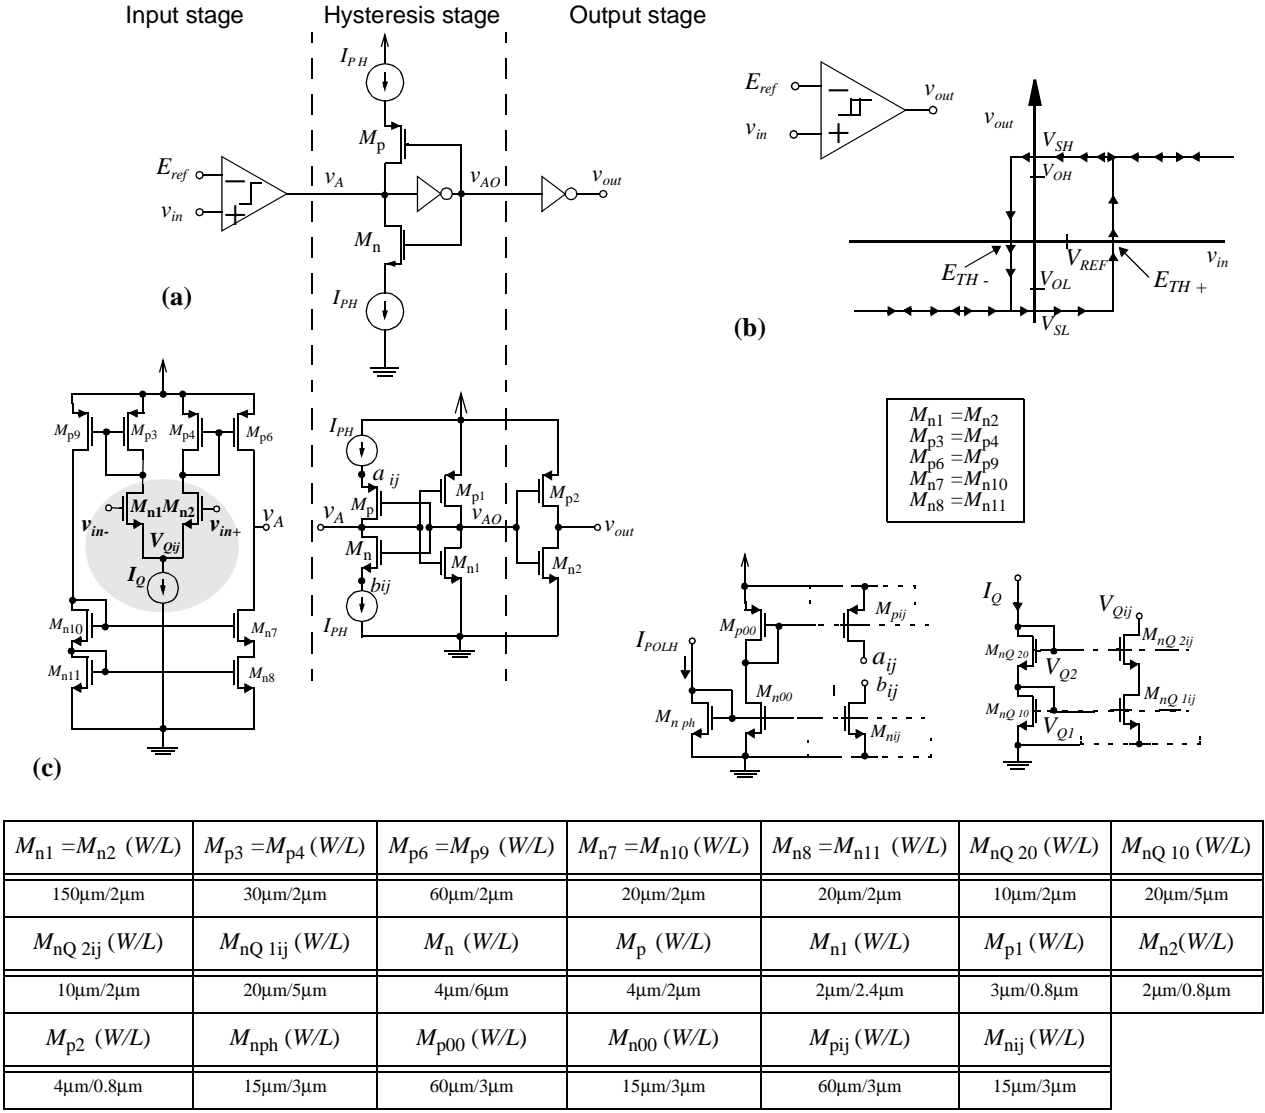 Input stage
Hysteresis stage
Output stage
I_PH
M_p
E_ref
v_in
v_A
v_AO
v_out
M_n
I_PH
(a)
E_ref
v_in
v_out
v_out
V_SH
V_OH
V_REF
v_in
E_TH -
E_TH +
V_OL
V_SL
(b)
M_p9
M_p3
M_p4
M_p6
M_n1
M_n2
v_in-
v_in+
v_A
V_Qij
I_Q
M_n10
M_n7
M_n11
M_n8
(c)
I_PH
a_ij
M_p
M_p1
M_p2
v_A
v_AO
v_out
M_n
M_n1
M_n2
bij
I_PH
M_n1 =M_n2
M_p3 =M_p4
M_p6 =M_p9
M_n7 =M_n10
M_n8 =M_n11
M_p00
M_pij
I_POLH
a_ij
b_ij
M_n00
M_n ph
M_nij
I_Q
V_Qij
M_nQ 2ij
M_nQ 20
V_Q2
M_nQ 1ij
M_nQ 10
V_Q1
M_n1 =M_n2 (W/L) M_p3 =M_p4 (W/L) M_p6 =M_p9 (W/L) M_n7 =M_n10 (W/L) M_n8 =M_n11 (W/L) M_nQ 20 (W/L) M_nQ 10 (W/L)
150μm/2μm 30μm/2μm 60μm/2μm 20μm/2μm 20μm/2μm 10μm/2μm 20μm/5μm
M_nQ 2ij (W/L) M_nQ 1ij (W/L) M_n (W/L) M_p (W/L) M_n1 (W/L) M_p1 (W/L) M_n2(W/L)
10μm/2μm 20μm/5μm 4μm/6μm 4μm/2μm 2μm/2.4μm 3μm/0.8μm 2μm/0.8μm
M_p2 (W/L) M_nph (W/L) M_p00 (W/L) M_n00 (W/L) M_pij (W/L) M_nij (W/L)
4μm/0.8μm 15μm/3μm 60μm/3μm 15μm/3μm 60μm/3μm 15μm/3μm